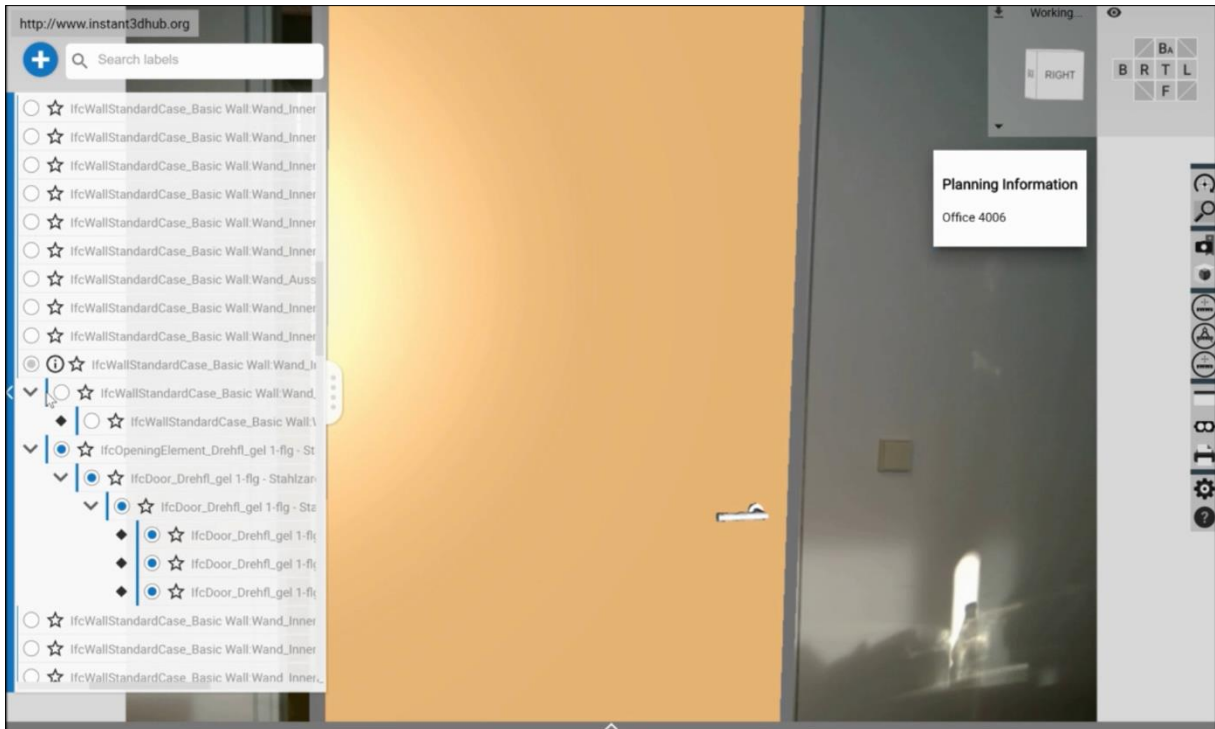 http://www.instant3dhub.org
Working...
Search labels
BA
B R T L
F
RIGHT
IfcWallStandardCase_Basic Wall:Wand_Inner
IfcWallStandardCase_Basic Wall:Wand_Inner
IfcWallStandardCase_Basic Wall:Wand_Inner
IfcWallStandardCase_Basic Wall:Wand_Inner
IfcWallStandardCase_Basic Wall:Wand_Inner
IfcWallStandardCase_Basic Wall:Wand_Inner
IfcWallStandardCase_Basic Wall:Wand_Auss
IfcWallStandardCase_Basic Wall:Wand_Inner
IfcWallStandardCase_Basic Wall:Wand_Inner
IfcWallStandardCase_Basic Wall:Wand_I
IfcWallStandardCase_Basic Wall:Wand_
IfcWallStandardCase_Basic Wall:
IfcOpeningElement_Drehfl_gel 1-flg - St
IfcDoor_Drehfl_gel 1-flg - Stahlzar
IfcDoor_Drehfl_gel 1-flg - Sta
IfcDoor_Drehfl_gel 1-fl
IfcDoor_Drehfl_gel 1-fl
IfcDoor_Drehfl_gel 1-fl
IfcWallStandardCase_Basic Wall:Wand_Inner
IfcWallStandardCase_Basic Wall:Wand_Inner
IfcWallStandardCase_Basic Wall:Wand_Inner_
Planning Information
Office 4006